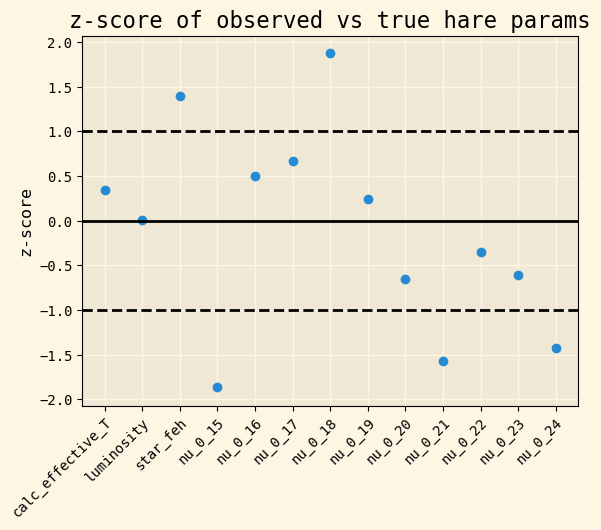 z-score of observed vs true hare params
z-score
2.0
1.5
1.0
0.5
0.0
−0.5
−1.0
−1.5
−2.0
calc_effective_T
luminosity
star_feh
nu_0_15
nu_0_16
nu_0_17
nu_0_18
nu_0_19
nu_0_20
nu_0_21
nu_0_22
nu_0_23
nu_0_24